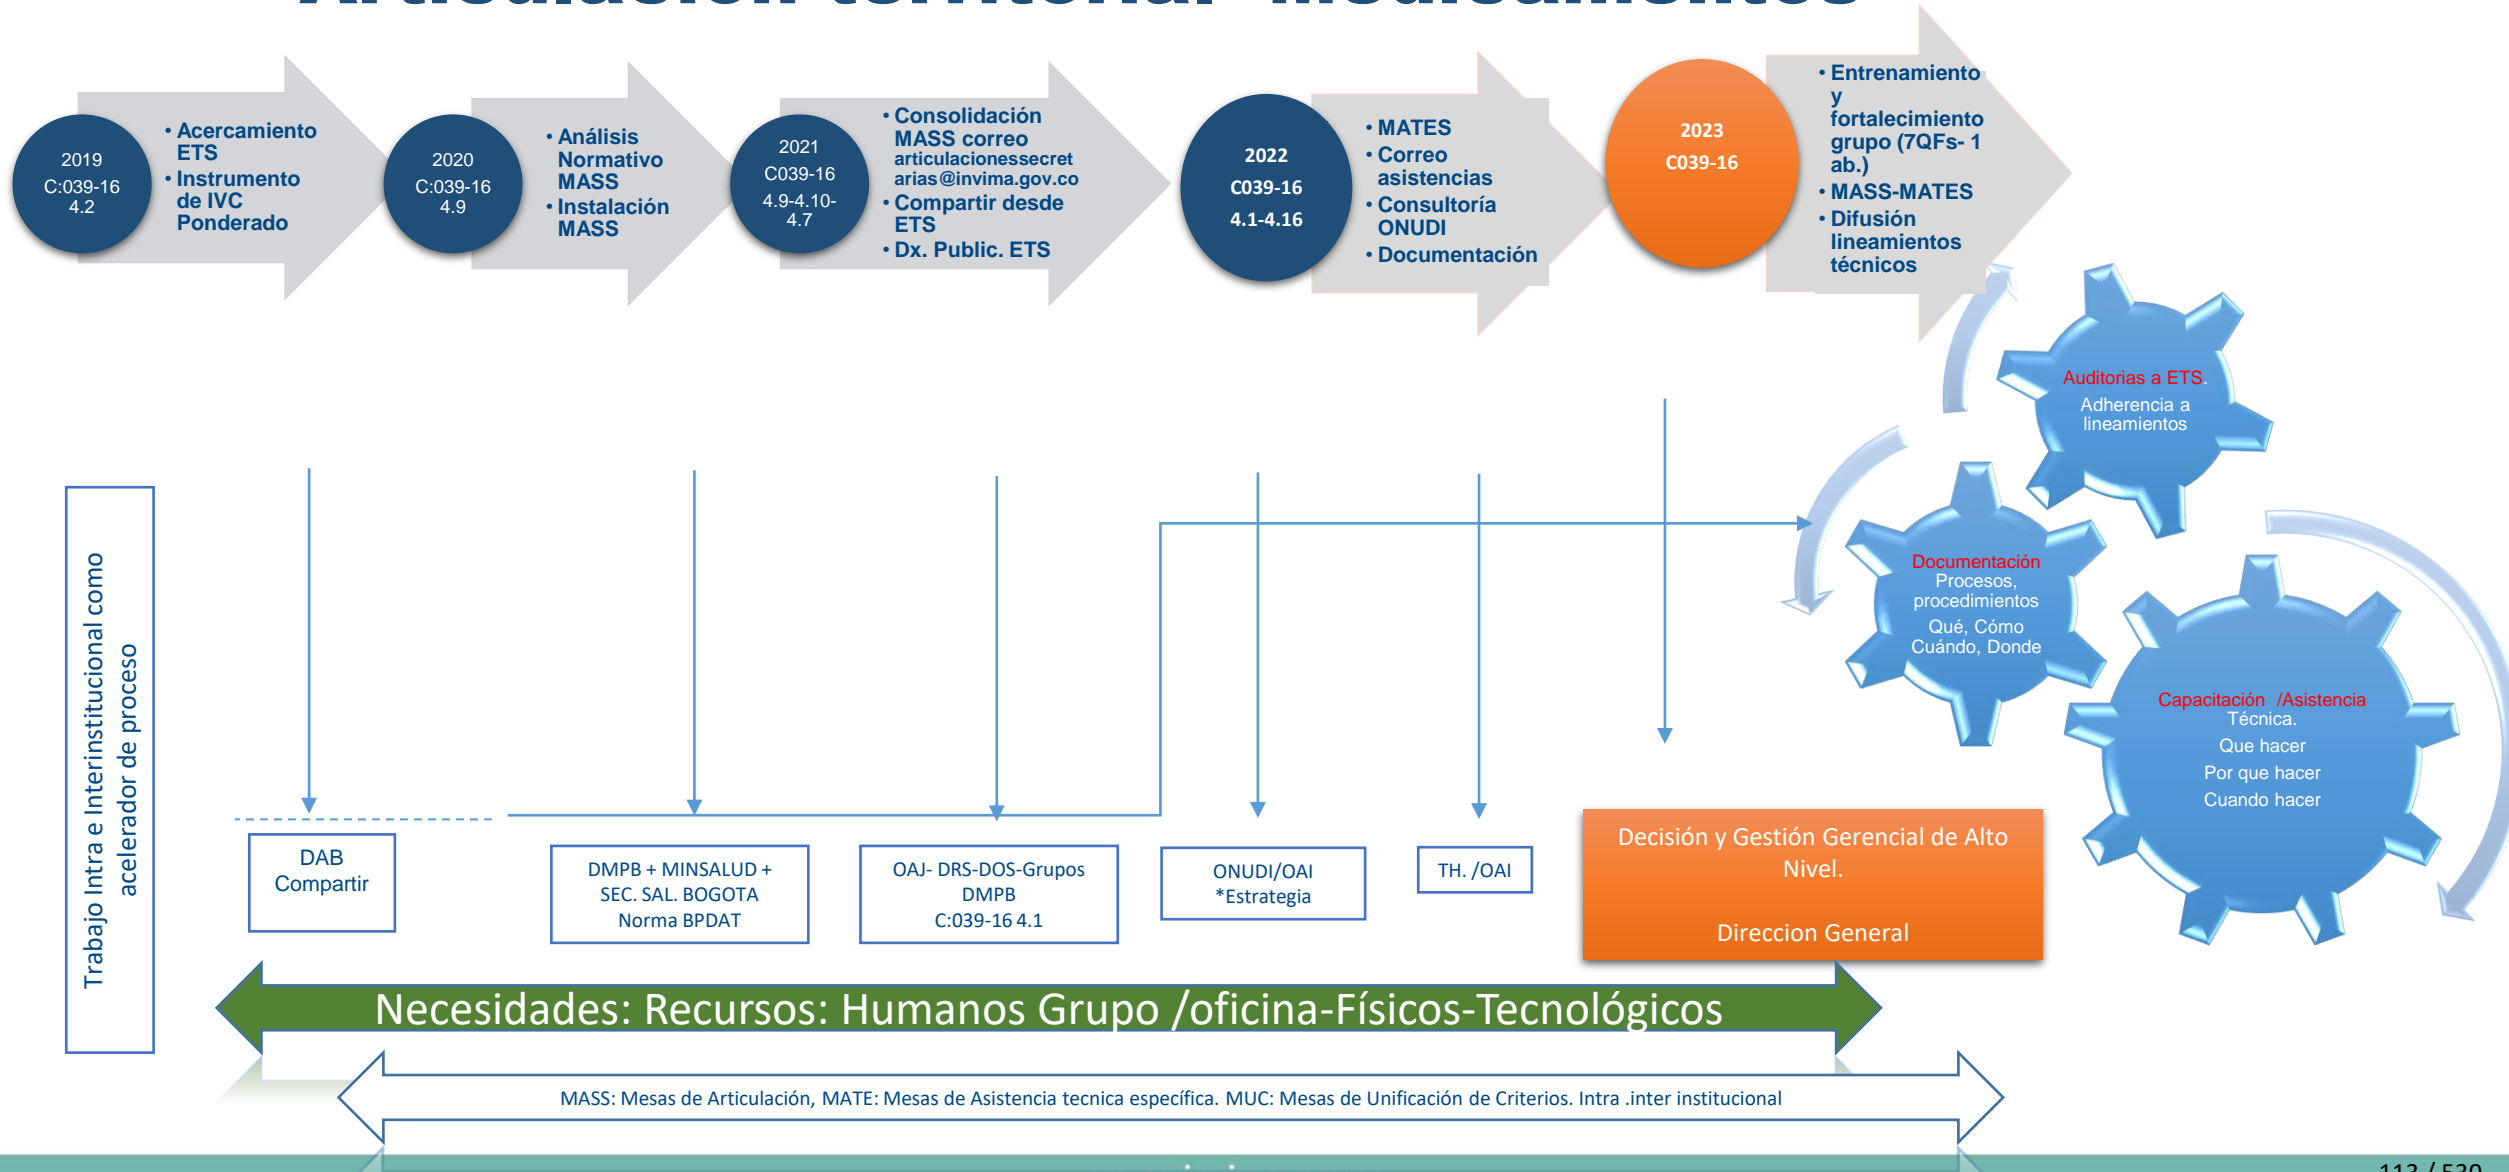 2019
C:039-16
4.2
• Acercamiento
ETS
• Instrumento
de IVC
Ponderado
2020
C:039-16
4.9
• Análisis
Normativo
MASS
• Instalación
MASS
2021
C039-16
4.9-4.10-
4.7
• Consolidación
MASS correo
articulacionessecret
arias@invima.gov.co
• Compartir desde
ETS
• Dx. Public. ETS
2022
C039-16
4.1-4.16
• MATES
• Correo
asistencias
• Consultoría
ONUDI
• Documentación
2023
C039-16
• Entrenamiento
y
fortalecimiento
grupo (7QFs- 1
ab.)
• MASS-MATES
• Difusión
lineamientos
técnicos
Auditorias a ETS.
Adherencia a
lineamientos
Documentación
Procesos,
procedimientos
Qué, Cómo
Cuándo, Donde
Capacitación /Asistencia
Técnica.
Que hacer
Por que hacer
Cuando hacer
Trabajo Intra e Interinstitucional como
acelerador de proceso
DAB
Compartir
DMPB + MINSALUD +
SEC. SAL. BOGOTA
Norma BPDAT
OAJ- DRS-DOS-Grupos
DMPB
C:039-16 4.1
ONUDI/OAI
*Estrategia
TH. /OAI
Decisión y Gestión Gerencial de Alto
Nivel.
Direccion General
Necesidades: Recursos: Humanos Grupo /oficina-Físicos-Tecnológicos
MASS: Mesas de Articulación, MATE: Mesas de Asistencia tecnica específica. MUC: Mesas de Unificación de Criterios. Intra .inter institucional